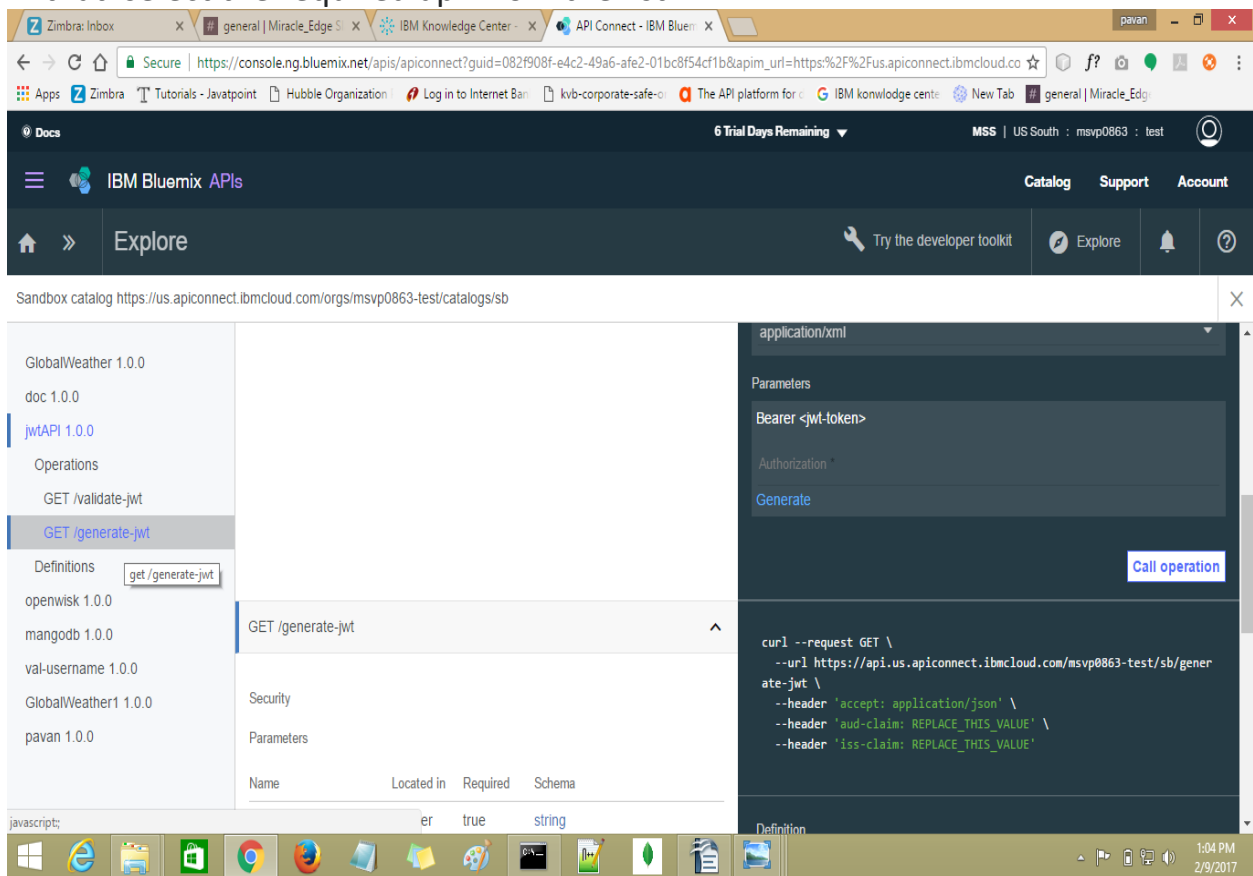 Zimbra: Inbox
general | Miracle_Edge S
IBM Knowledge Center -
API Connect - IBM Bluem
pavan
Secure | https://console.ng.bluemix.net/apis/apiconnect?guid=082f908f-e4c2-49a6-afe2-01bc8f54cf1b&apim_url=https:%2F%2Fus.apiconnect.ibmcloud.co
f?
Apps
Zimbra
Tutorials - Javatpoint
Hubble Organization
Log in to Internet Ban
kvb-corporate-safe-o
The API platform for c
IBM konwlodge cente
New Tab
general | Miracle_Edg
Docs
6 Trial Days Remaining
MSS | US South : msvp0863 : test
IBM Bluemix APIs
Catalog Support Account
Explore
Try the developer toolkit
Explore
Sandbox catalog https://us.apiconnect.ibmcloud.com/orgs/msvp0863-test/catalogs/sb
GlobalWeather 1.0.0
doc 1.0.0
jwtAPI 1.0.0
Operations
GET /validate-jwt
GET /generate-jwt
Definitions
get /generate-jwt
openwisk 1.0.0
mangodb 1.0.0
val-username 1.0.0
GlobalWeather1 1.0.0
pavan 1.0.0
javascript:;
GET /generate-jwt
Security
Parameters
Name Located in Required Schema
er true string
application/xml
Parameters
Bearer <jwt-token>
Authorization *
Generate
Call operation
curl --request GET \
--url https://api.us.apiconnect.ibmcloud.com/msvp0863-test/sb/gener
ate-jwt \
--header 'accept: application/json' \
--header 'aud-claim: REPLACE_THIS_VALUE' \
--header 'iss-claim: REPLACE_THIS_VALUE'
Definition
1:04 PM
2/9/2017